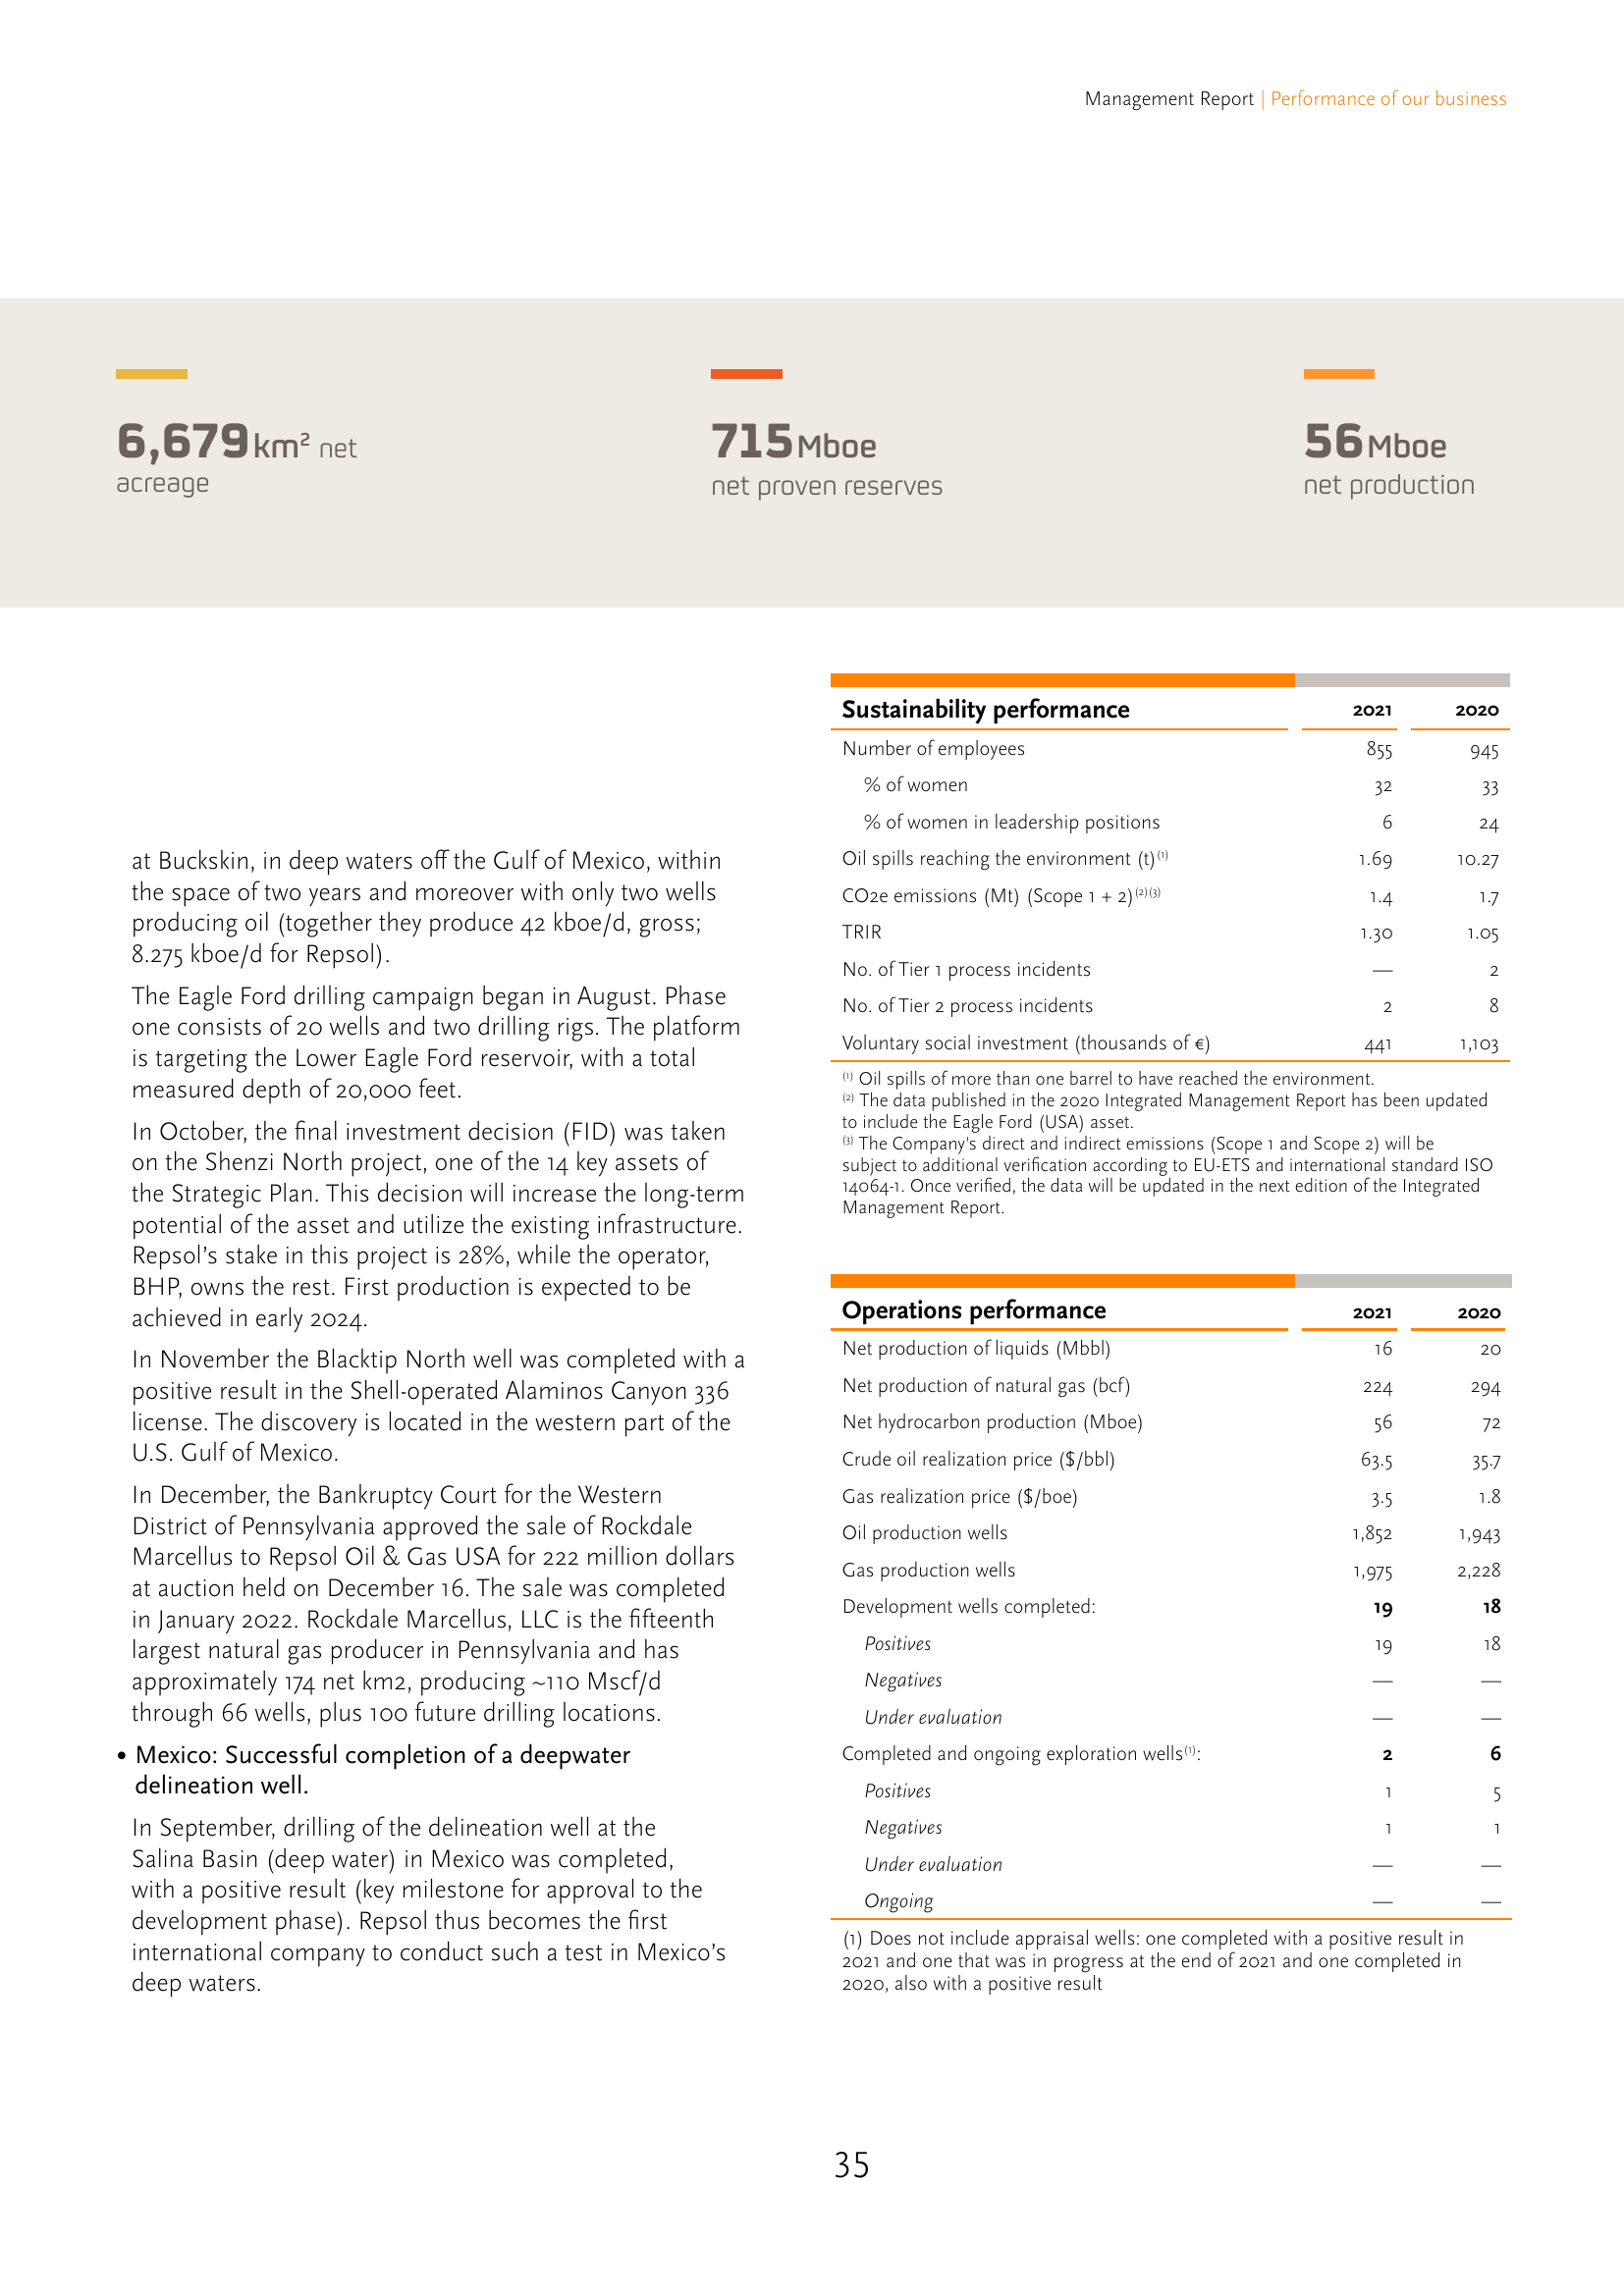 Management Report | Performance of our business
6,679 km² net
acreage
715 Mboe
net proven reserves
56 Mboe
net production
at Buckskin, in deep waters off the Gulf of Mexico, within
the space of two years and moreover with only two wells
producing oil (together they produce 42 kboe/d, gross;
8.275 kboe/d for Repsol).
The Eagle Ford drilling campaign began in August. Phase
one consists of 20 wells and two drilling rigs. The platform
is targeting the Lower Eagle Ford reservoir, with a total
measured depth of 20,000 feet.
In October, the final investment decision (FID) was taken
on the Shenzi North project, one of the 14 key assets of
the Strategic Plan. This decision will increase the long-term
potential of the asset and utilize the existing infrastructure.
Repsol's stake in this project is 28%, while the operator,
BHP, owns the rest. First production is expected to be
achieved in early 2024.
In November the Blacktip North well was completed with a
positive result in the Shell-operated Alaminos Canyon 336
license. The discovery is located in the western part of the
U.S. Gulf of Mexico.
In December, the Bankruptcy Court for the Western
District of Pennsylvania approved the sale of Rockdale
Marcellus to Repsol Oil & Gas USA for 222 million dollars
at auction held on December 16. The sale was completed
in January 2022. Rockdale Marcellus, LLC is the fifteenth
largest natural gas producer in Pennsylvania and has
approximately 174 net km2, producing ~110 Mscf/d
through 66 wells, plus 100 future drilling locations.
• Mexico: Successful completion of a deepwater
delineation well.
In September, drilling of the delineation well at the
Salina Basin (deep water) in Mexico was completed,
with a positive result (key milestone for approval to the
development phase). Repsol thus becomes the first
international company to conduct such a test in Mexico's
deep waters.
Sustainability performance 2021 2020
Number of employees 855 945
% of women 32 33
% of women in leadership positions 6 24
Oil spills reaching the environment (t)(1) 1.69 10.27
CO2e emissions (Mt) (Scope 1 + 2)(2)(3) 1.4 1.7
TRIR 1.30 1.05
No. of Tier 1 process incidents — 2
No. of Tier 2 process incidents 2 8
Voluntary social investment (thousands of €) 441 1,103
(1) Oil spills of more than one barrel to have reached the environment.
(2) The data published in the 2020 Integrated Management Report has been updated
to include the Eagle Ford (USA) asset.
(3) The Company's direct and indirect emissions (Scope 1 and Scope 2) will be
subject to additional verification according to EU-ETS and international standard ISO
14064-1. Once verified, the data will be updated in the next edition of the Integrated
Management Report.
Operations performance 2021 2020
Net production of liquids (Mbbl) 16 20
Net production of natural gas (bcf) 224 294
Net hydrocarbon production (Mboe) 56 72
Crude oil realization price ($/bbl) 63.5 35.7
Gas realization price ($/boe) 3.5 1.8
Oil production wells 1,852 1,943
Gas production wells 1,975 2,228
Development wells completed: 19 18
Positives 19 18
Negatives — —
Under evaluation — —
Completed and ongoing exploration wells(1): 2 6
Positives 1 5
Negatives 1 1
Under evaluation — —
Ongoing — —
(1) Does not include appraisal wells: one completed with a positive result in
2021 and one that was in progress at the end of 2021 and one completed in
2020, also with a positive result
35